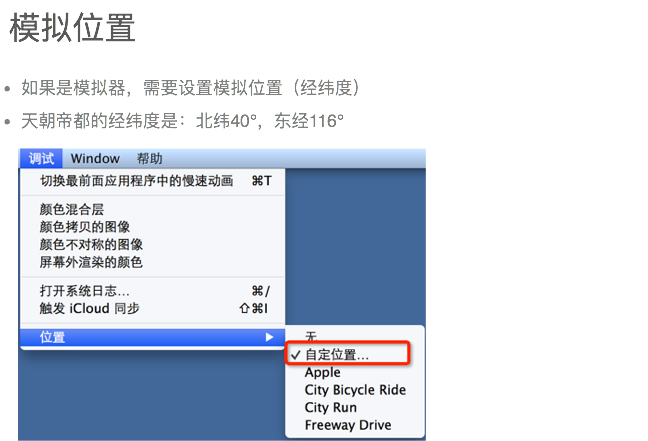 模拟位置
如果是模拟器，需要设置模拟位置（经纬度）
天朝帝都的经纬度是：北纬40°，东经116°
调试 Window 帮助
切换最前面应用程序中的慢速动画 ⌘T
颜色混合层
颜色拷贝的图像
颜色不对称的图像
屏幕外渲染的颜色
打开系统日志... ⌘/
触发 iCloud 同步 ⇧⌘I
位置
无
自定位置...
Apple
City Bicycle Ride
City Run
Freeway Drive